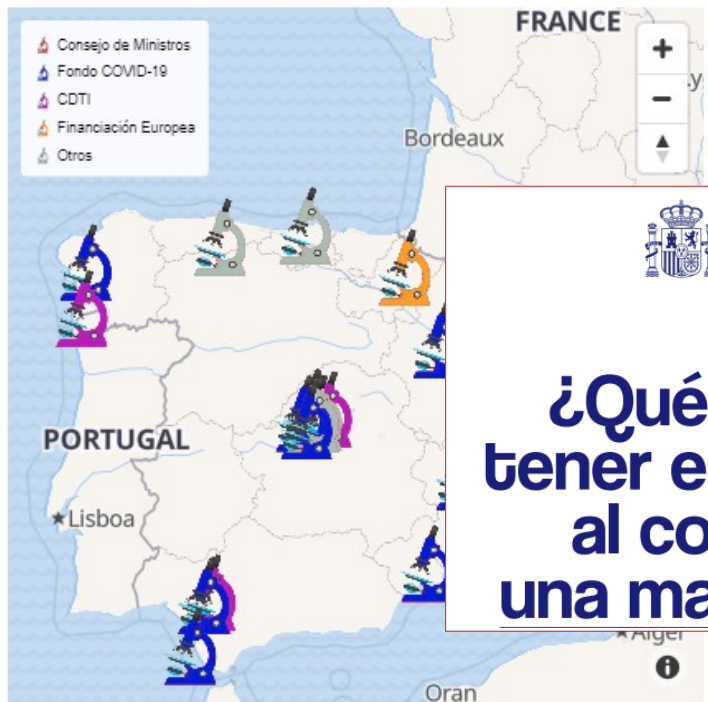 FRANCE
Consejo de Ministros
Fondo COVID-19
CDTI
Financiación Europea
Otros
Bordeaux
PORTUGAL
Lisboa
¿Qué
tener e
al co
una ma
Alger
Oran